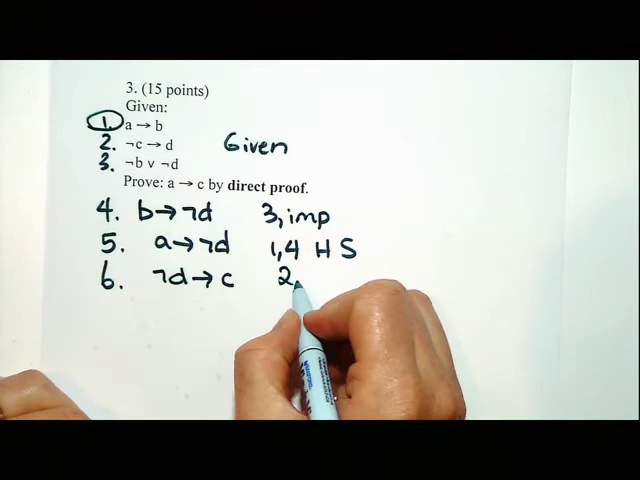 3. (15 points)
Given:
1. a → b
2. ¬c → d Given
3. ¬b v ¬d
Prove: a → c by direct proof.
4. b → ¬d 3, imp
5. a → ¬d 1,4 H S
6. ¬d → c 2,